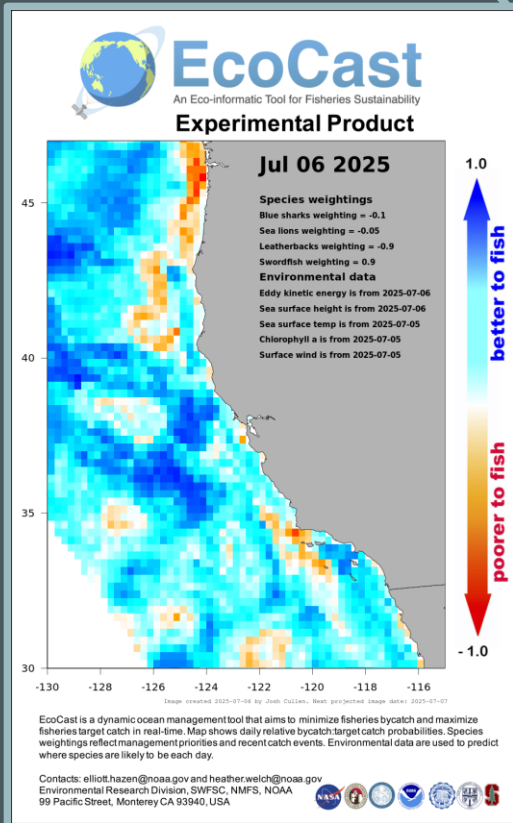 EcoCast
An Eco-informatic Tool for Fisheries Sustainability
Experimental Product
Jul 06 2025
Species weightings
Blue sharks weighting = -0.1
Sea lions weighting = -0.05
Leatherbacks weighting = -0.9
Swordfish weighting = 0.9
Environmental data
Eddy kinetic energy is from 2025-07-06
Sea surface height is from 2025-07-06
Sea surface temp is from 2025-07-05
Chlorophyll a is from 2025-07-05
Surface wind is from 2025-07-05
1.0
better to fish
poorer to fish
-1.0
45
40
35
30
-130
-128
-126
-124
-122
-120
-118
-116
Image created 2025-07-06 by Josh Cullen. Next projected image date: 2025-07-07
EcoCast is a dynamic ocean management tool that aims to minimize fisheries bycatch and maximize
fisheries target catch in real-time. Map shows daily relative bycatch:target catch probabilities. Species
weightings reflect management priorities and recent catch events. Environmental data are used to predict
where species are likely to be each day.
Contacts: elliott.hazen@noaa.gov and heather.welch@noaa.gov
Environmental Research Division, SWFSC, NMFS, NOAA
99 Pacific Street, Monterey CA 93940, USA
NASA